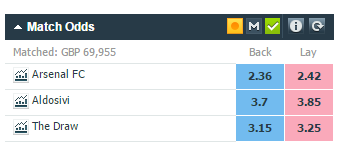 Match Odds
Matched: GBP 69,955 Back Lay
Arsenal FC 2.36 2.42
Aldosivi 3.7 3.85
The Draw 3.15 3.25